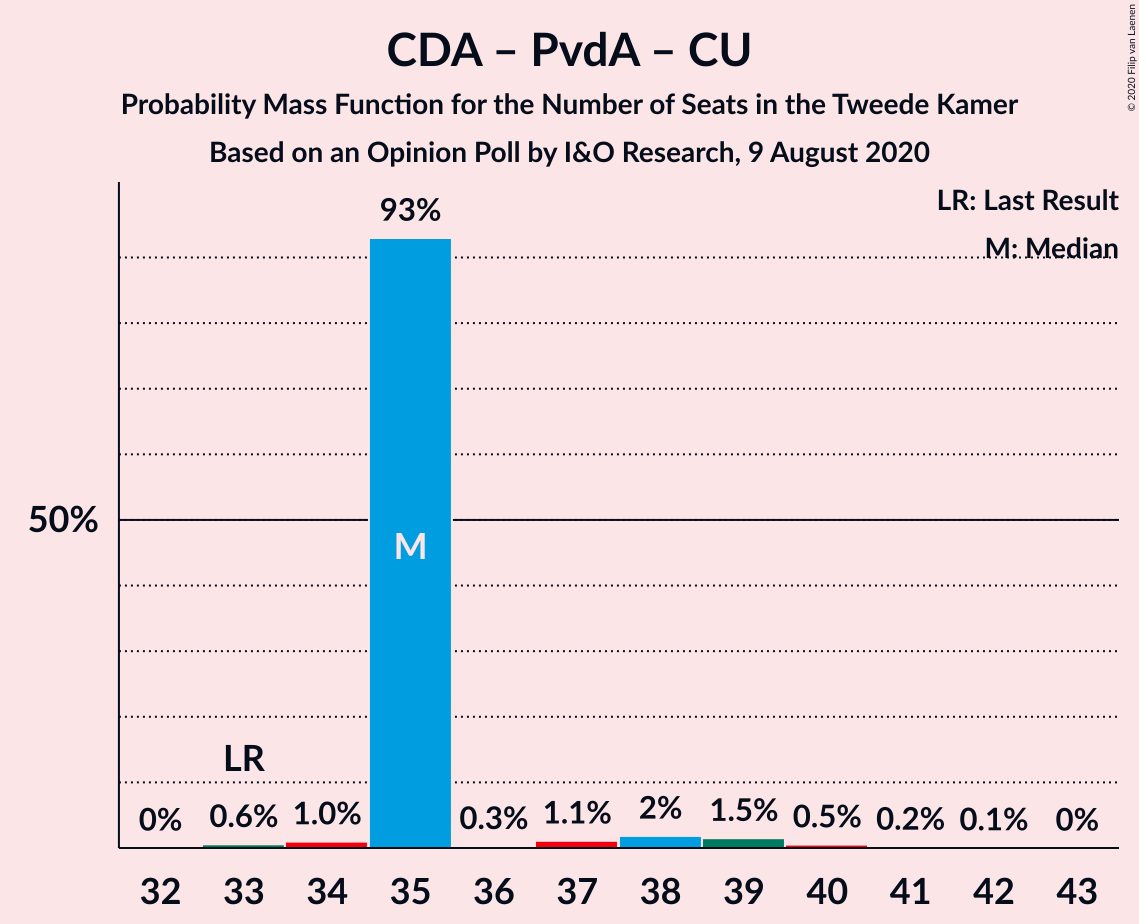 CDA – PvdA – CU
Probability Mass Function for the Number of Seats in the Tweede Kamer
Based on an Opinion Poll by I&O Research, 9 August 2020
© 2020 Filip van Laenen
LR: Last Result
M: Median
93%
50%
M
LR
0% 0.6% 1.0% 0.3% 1.1% 2% 1.5% 0.5% 0.2% 0.1% 0%
32 33 34 35 36 37 38 39 40 41 42 43